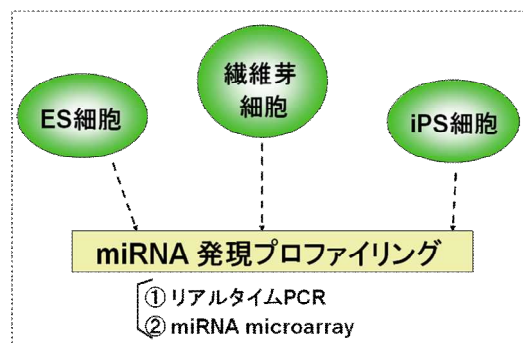 ES細胞
繊維芽
細胞
iPS細胞
miRNA 発現プロファイリング
① リアルタイムPCR
② miRNA microarray